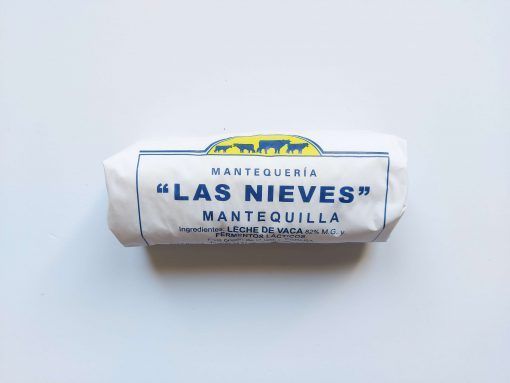 MANTEQUERÍA
“LAS NIEVES”
MANTEQUILLA
Ingredientes: LECHE DE VACA 82% M.G. y
FERMENTOS LÁCTICOS